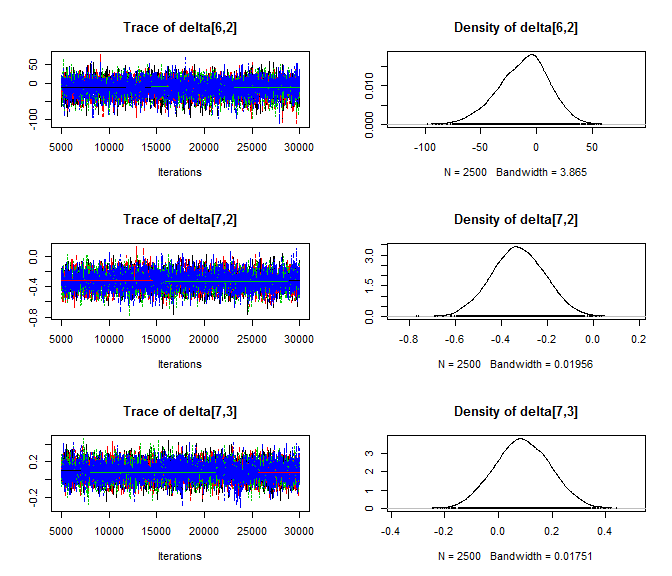 Trace of delta[6,2]
-100 0 50
5000 10000 15000 20000 25000 30000
Iterations
Density of delta[6,2]
0.000 0.010
-100 -50 0 50
N = 2500 Bandwidth = 3.865
Trace of delta[7,2]
-0.8 -0.4 0.0
5000 10000 15000 20000 25000 30000
Iterations
Density of delta[7,2]
0.0 1.5 3.0
-0.8 -0.6 -0.4 -0.2 0.0 0.2
N = 2500 Bandwidth = 0.01956
Trace of delta[7,3]
-0.2 0.2
5000 10000 15000 20000 25000 30000
Iterations
Density of delta[7,3]
0 1 2 3
-0.4 -0.2 0.0 0.2 0.4
N = 2500 Bandwidth = 0.01751